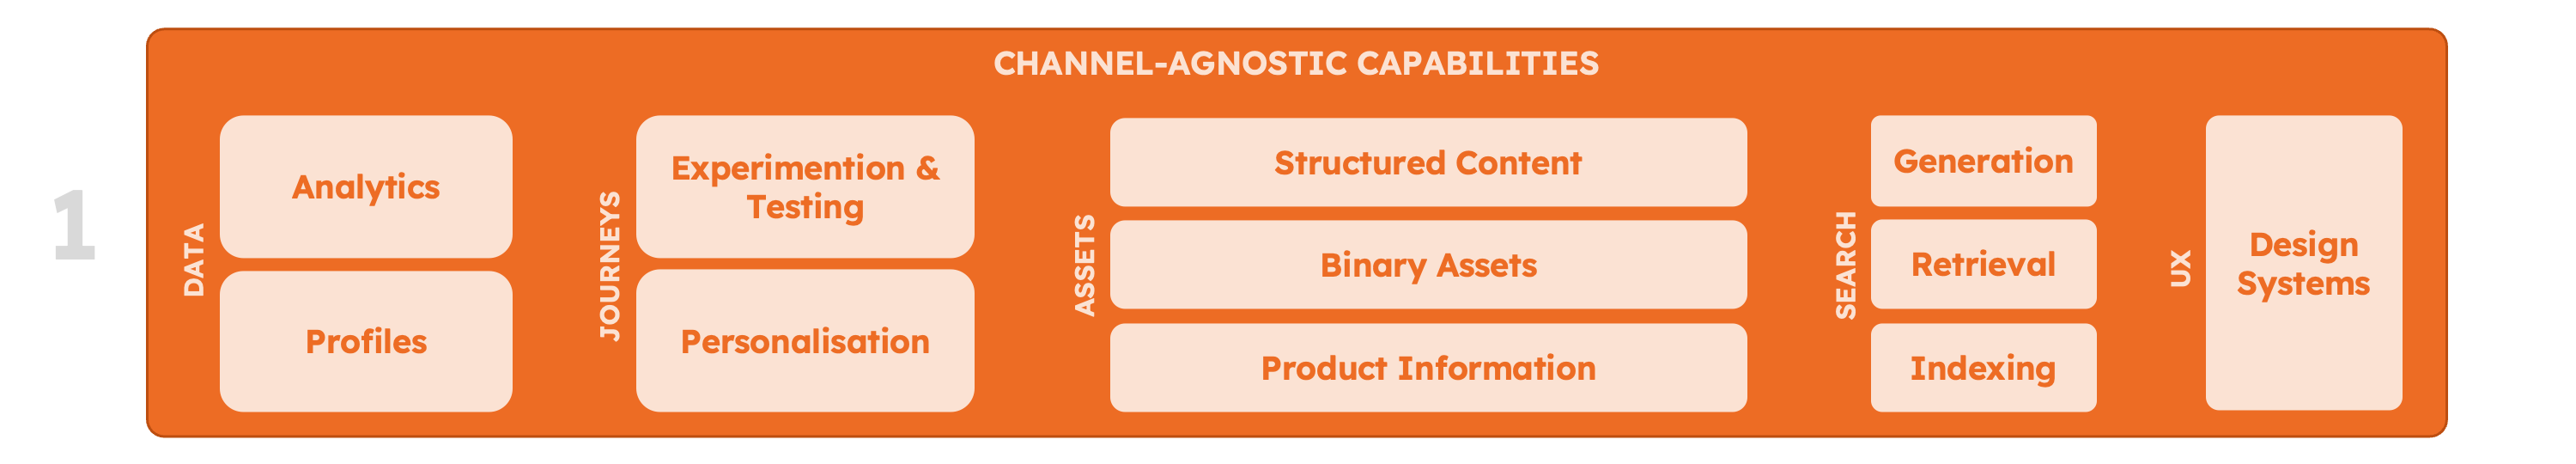 1
CHANNEL-AGNOSTIC CAPABILITIES
DATA
Analytics
Profiles
JOURNEYS
Experimention &
Testing
Personalisation
ASSETS
Structured Content
Binary Assets
Product Information
SEARCH
Generation
Retrieval
Indexing
UX
Design
Systems